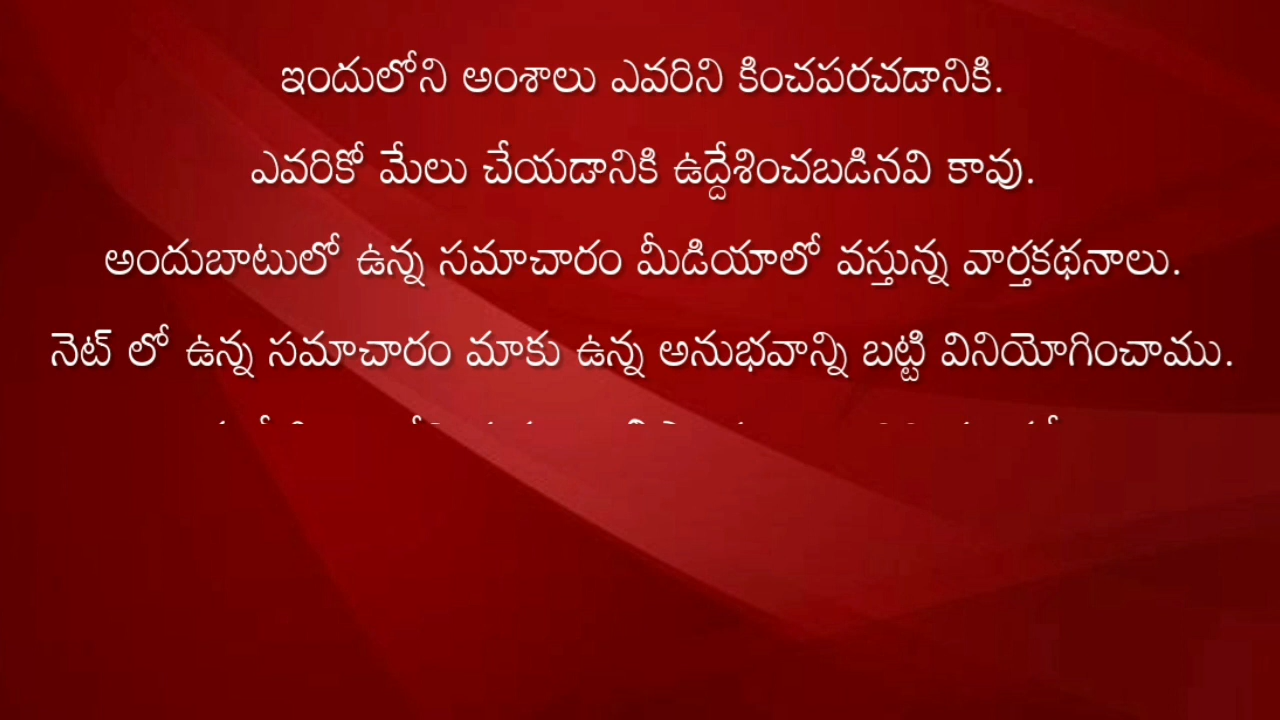 ఇందులోని అంశాలు ఎవరిని కించపరచడానికి.
ఎవరికో మేలు చేయడానికి ఉద్దేశించబడినవి కావు.
అందుబాటులో ఉన్న సమాచారం మీడియాలో వస్తున్న వార్తకథనాలు.
నెట్ లో ఉన్న సమాచారం మాకు ఉన్న అనుభవాన్ని బట్టి వినియోగించాము.